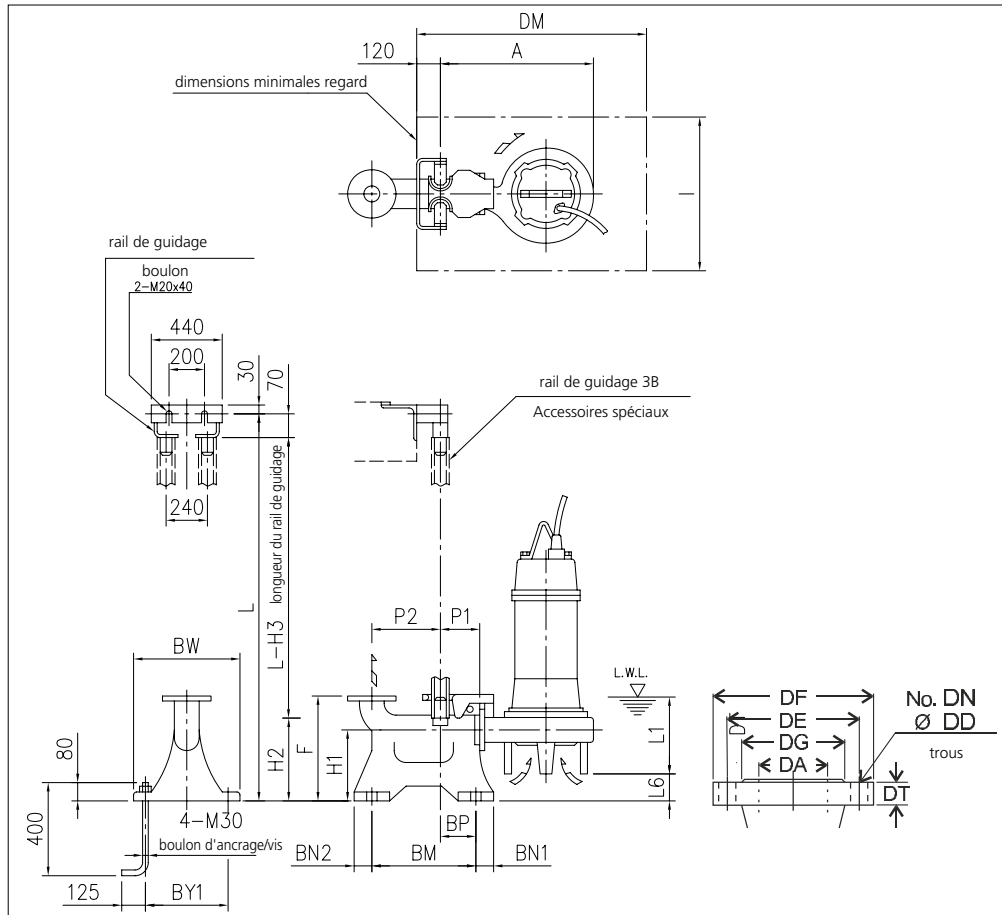 DM
120
A
dimensions minimales regard
I
rail de guidage
boulon
2-M20x40
440
200
30
70
rail de guidage 3B
Accessoires spéciaux
240
L
L-H3
longueur du rail de guidage
P2
P1
BW
L.W.L.
DF
No. DN
DE
Ø DD
DG
trous
DA
DT
80
H2
F
H1
L1
L6
400
4-M30
boulon d'ancrage/vis
BP
BN2
BM
BN1
125
BY1